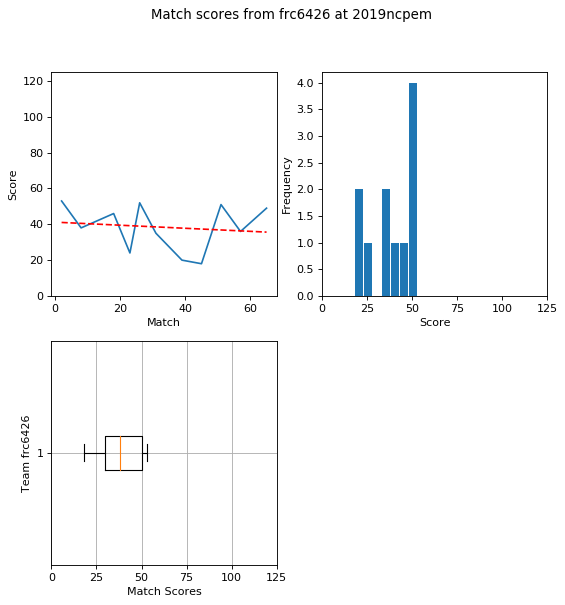 Match scores from frc6426 at 2019ncpem
120
100
80
60
40
20
0
Score
0 20 40 60
Match
4.0
3.5
3.0
2.5
2.0
1.5
1.0
0.5
0.0
Frequency
0 25 50 75 100 125
Score
Team frc6426
1
0 25 50 75 100 125
Match Scores